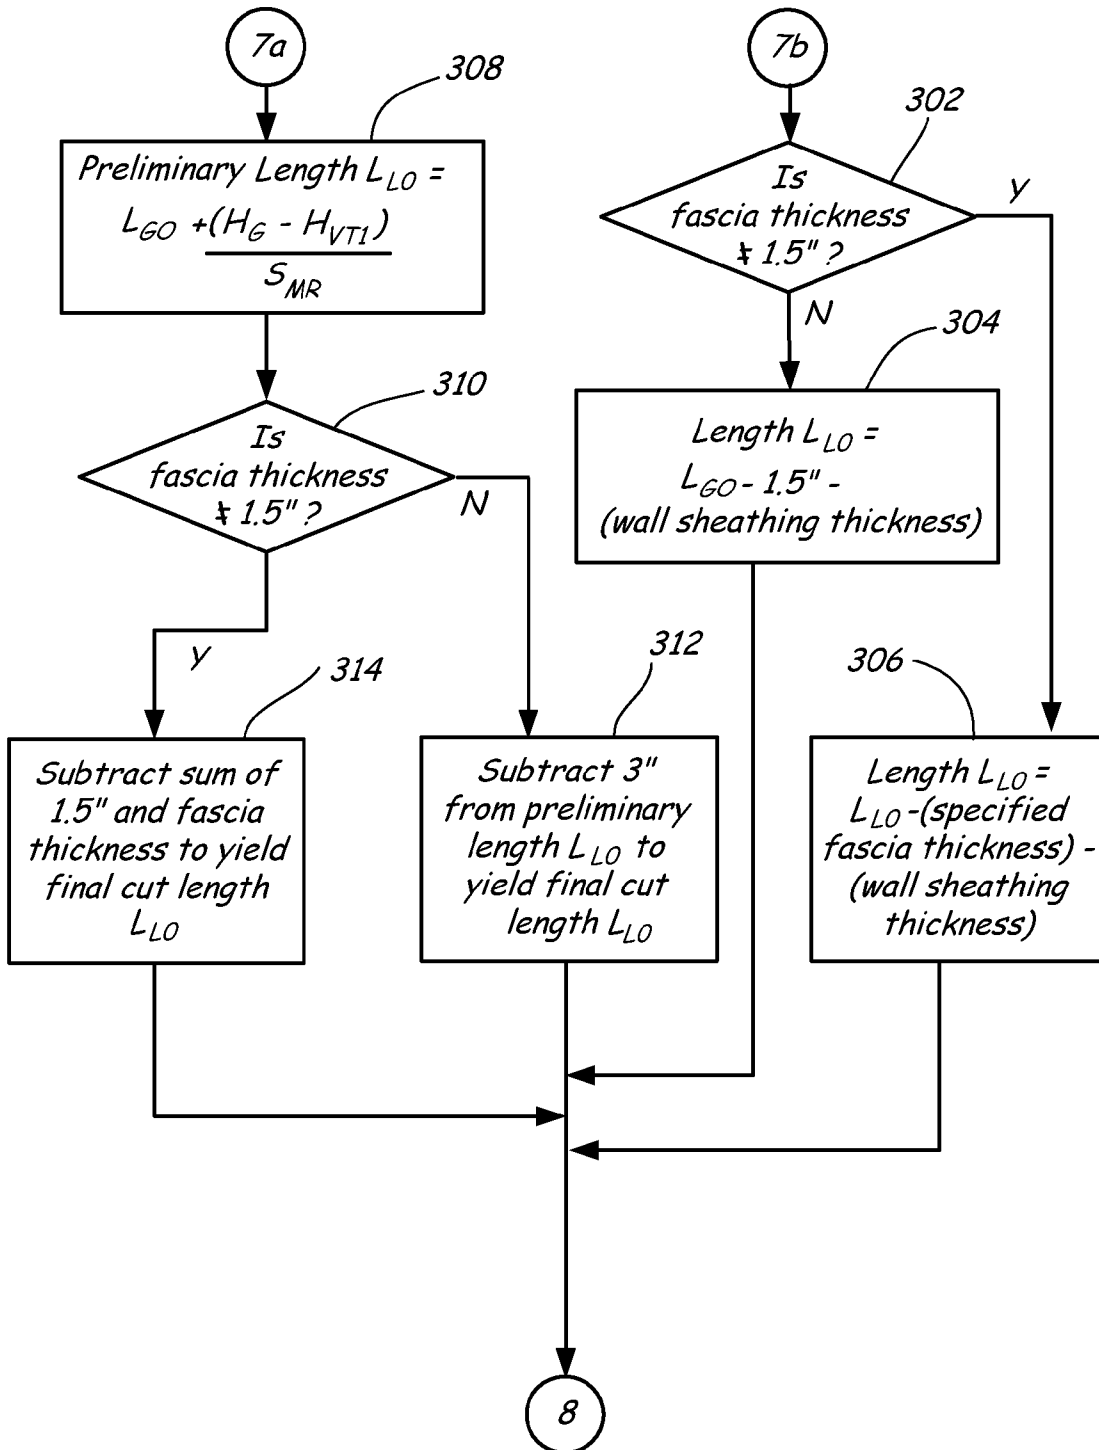 7a
308
Preliminary Length L_LO =
L_GO +(H_G - H_VT1)
S_MR
310
Is
fascia thickness
≠ 1.5" ?
N
Y
314
Subtract sum of
1.5" and fascia
thickness to yield
final cut length
L_LO
312
Subtract 3"
from preliminary
length L_LO to
yield final cut
length L_LO
7b
302
Is
fascia thickness
≠ 1.5" ?
Y
N
304
Length L_LO =
L_GO - 1.5" -
(wall sheathing thickness)
306
Length L_LO =
L_LO -(specified
fascia thickness) -
(wall sheathing
thickness)
8